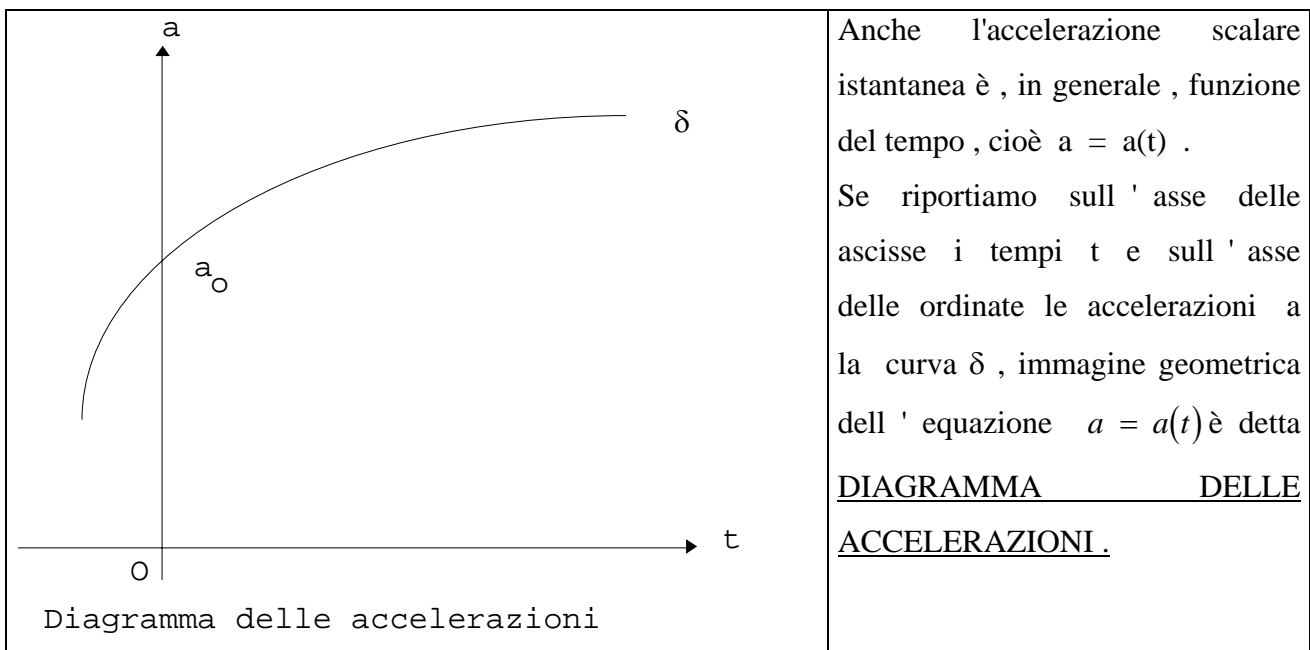 a
δ
a₀
t
O
Diagramma delle accelerazioni
Anche l'accelerazione scalare
istantanea è , in generale , funzione
del tempo , cioè a = a(t) .
Se riportiamo sull ' asse delle
ascisse i tempi t e sull ' asse
delle ordinate le accelerazioni a
la curva δ , immagine geometrica
dell ' equazione a = a(t) è detta
DIAGRAMMA DELLE
ACCELERAZIONI .